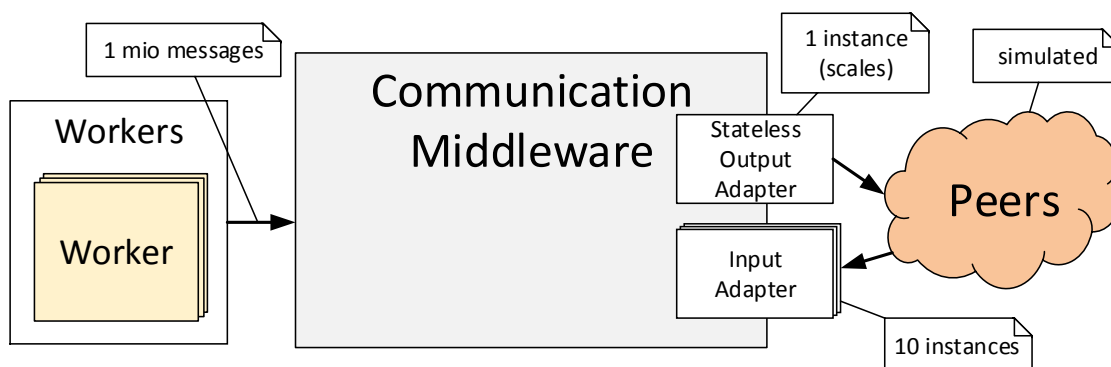 1 mio messages
1 instance
(scales)
simulated
Communication
Middleware
Workers
Worker
Stateless
Output
Adapter
Peers
Input
Adapter
10 instances